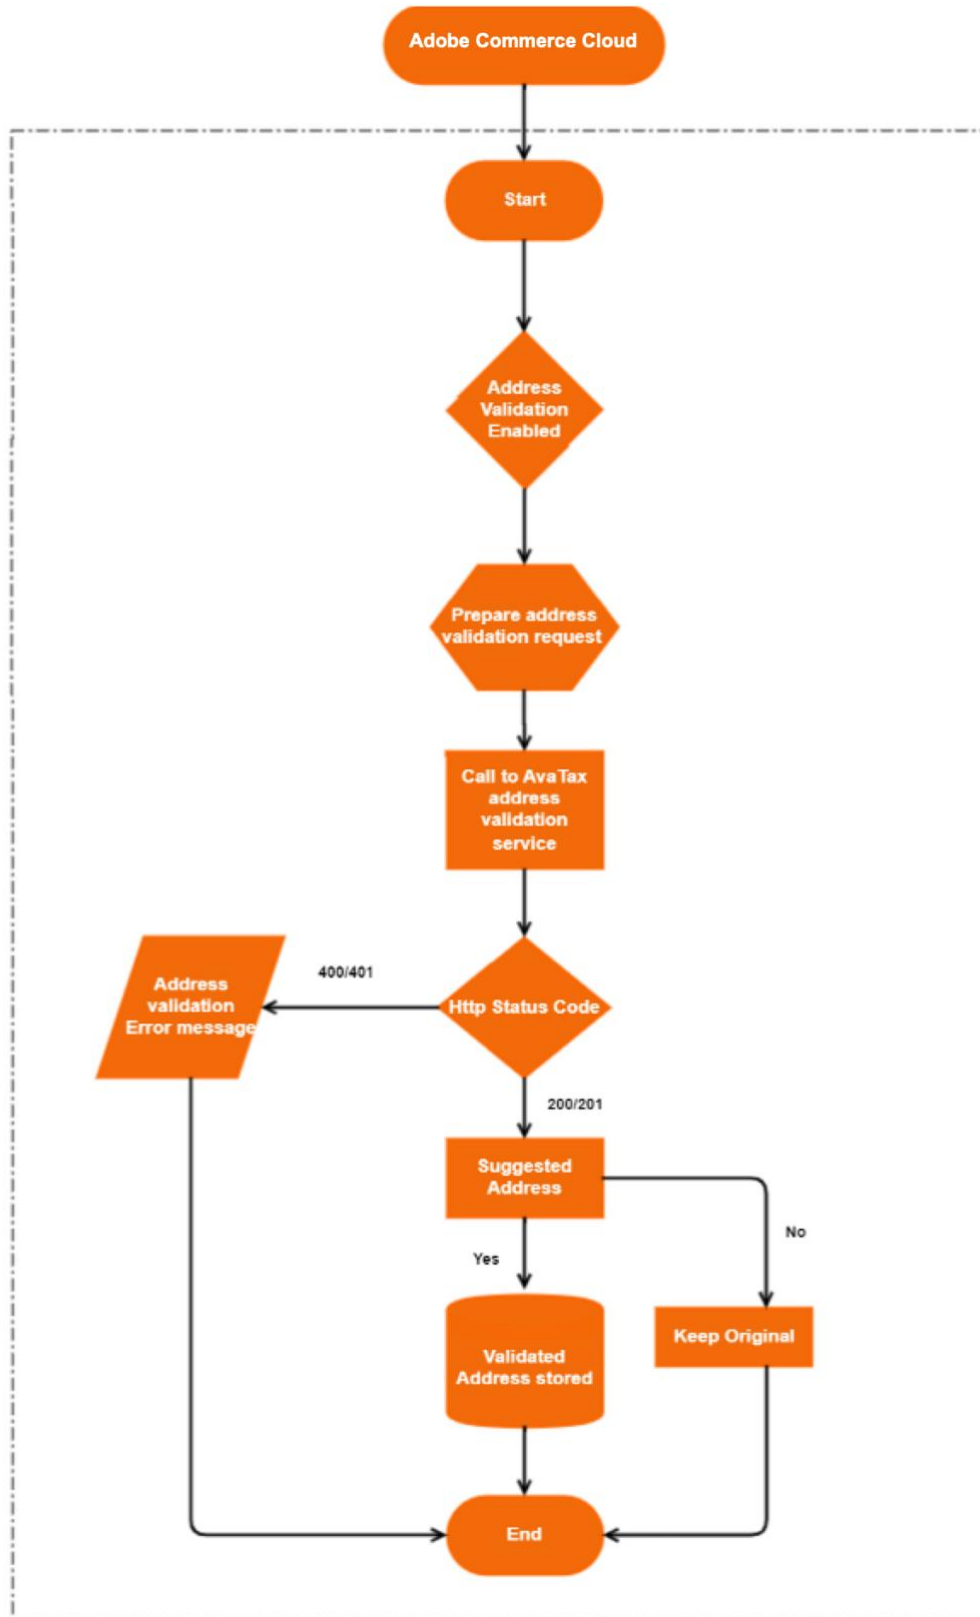 Adobe Commerce Cloud
Start
Address
Validation
Enabled
Prepare address
validation request
Call to AvaTax
address
validation
service
400/401
Address
validation
Error message
Http Status Code
200/201
Suggested
Address
No
Yes
Keep Original
Validated
Address stored
End